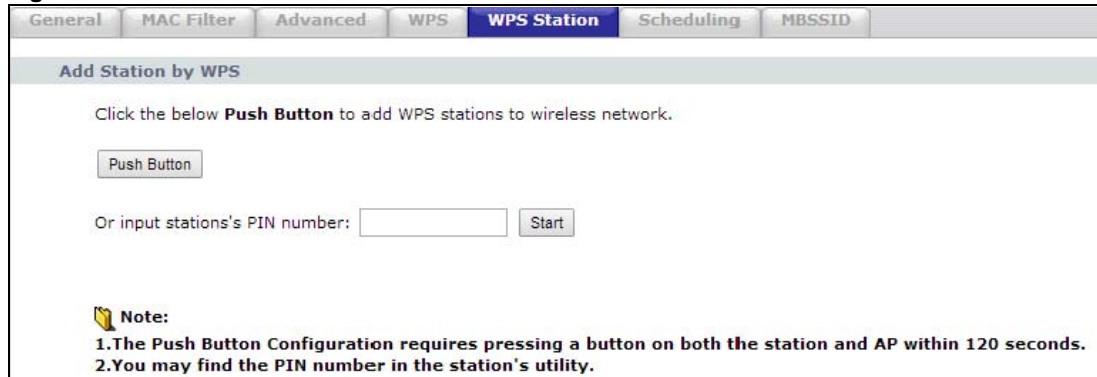 General MAC Filter Advanced WPS WPS Station Scheduling MBSSID
Add Station by WPS
Click the below Push Button to add WPS stations to wireless network.
Push Button
Or input stations's PIN number: Start
Note:
1.The Push Button Configuration requires pressing a button on both the station and AP within 120 seconds.
2.You may find the PIN number in the station's utility.